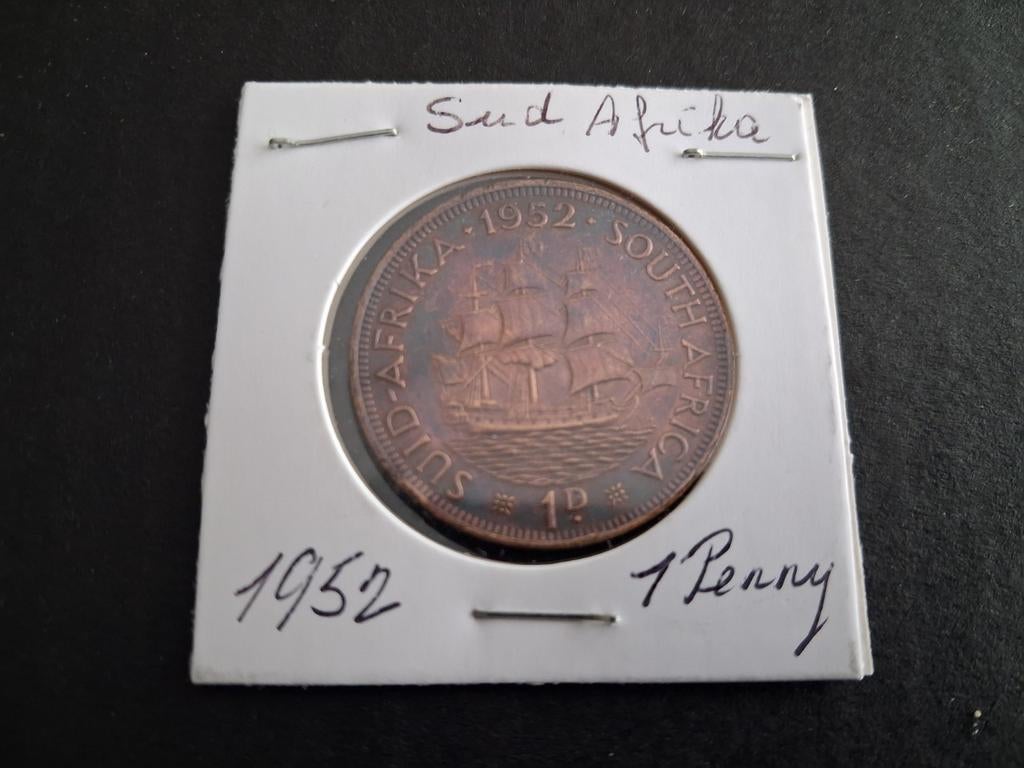 Sud Afrika
SUID-AFRIKA · 1952 · SOUTH AFRICA
1D.
1952
1 Penny